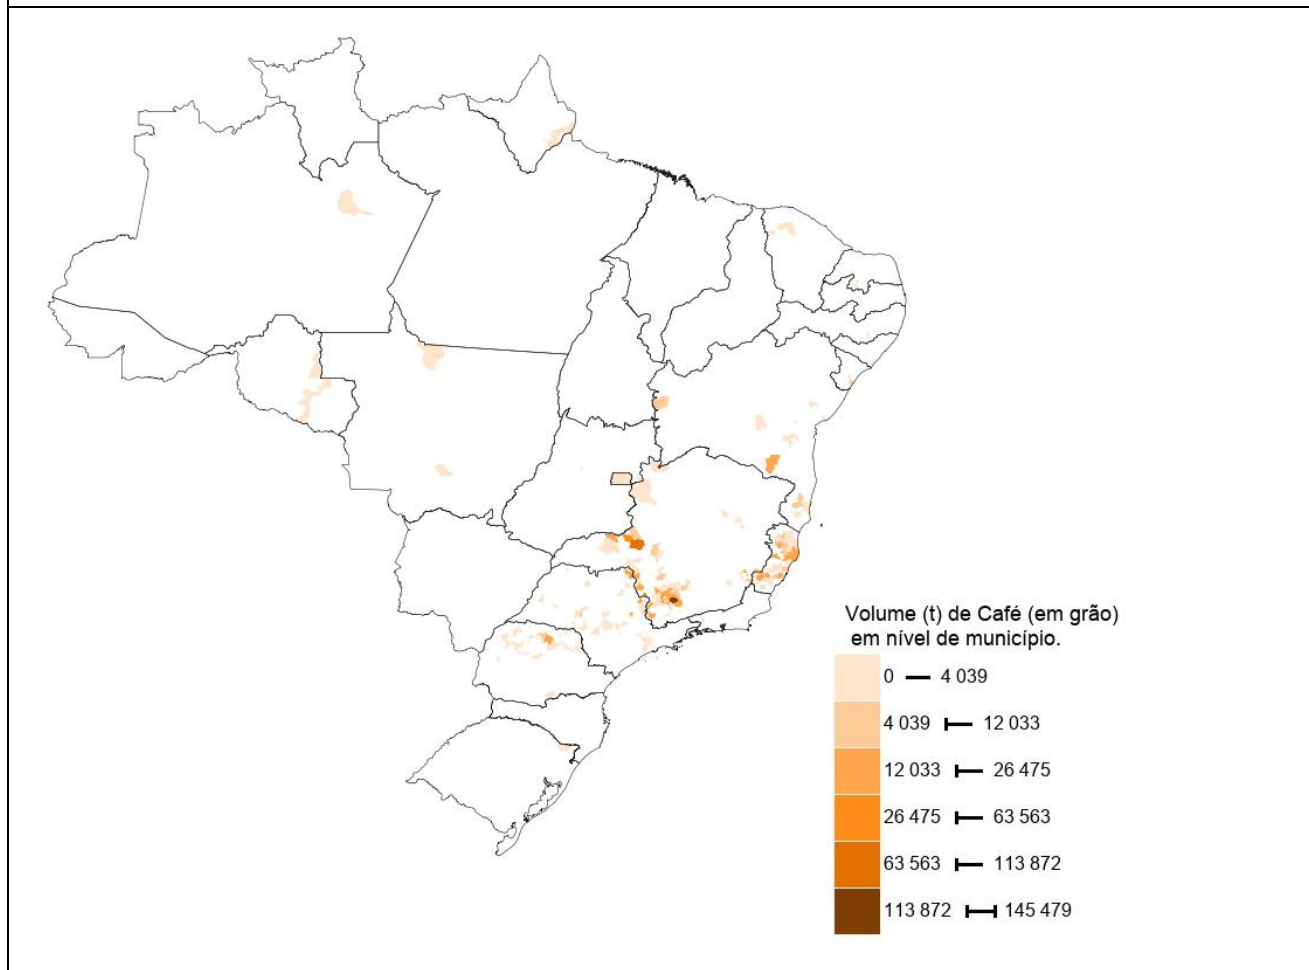 Volume (t) de Café (em grão)
em nível de município.
0 — 4 039
4 039 ⊢ 12 033
12 033 ⊢ 26 475
26 475 ⊢ 63 563
63 563 ⊢ 113 872
113 872 ⊢⊣ 145 479